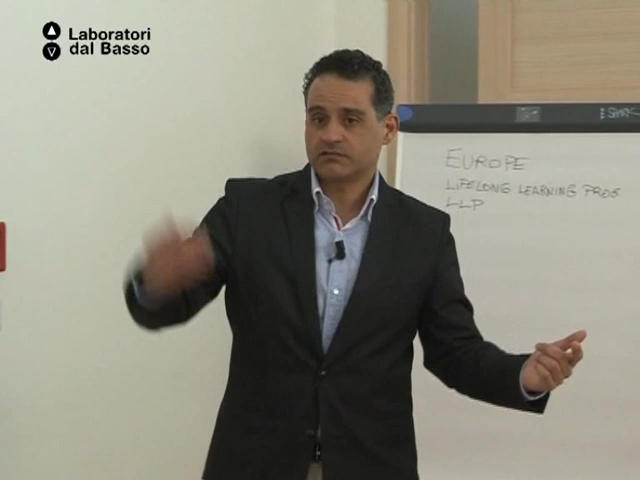 Laboratori
dal Basso
EUROPE
LIFELONG LEARNING PROG
LLP